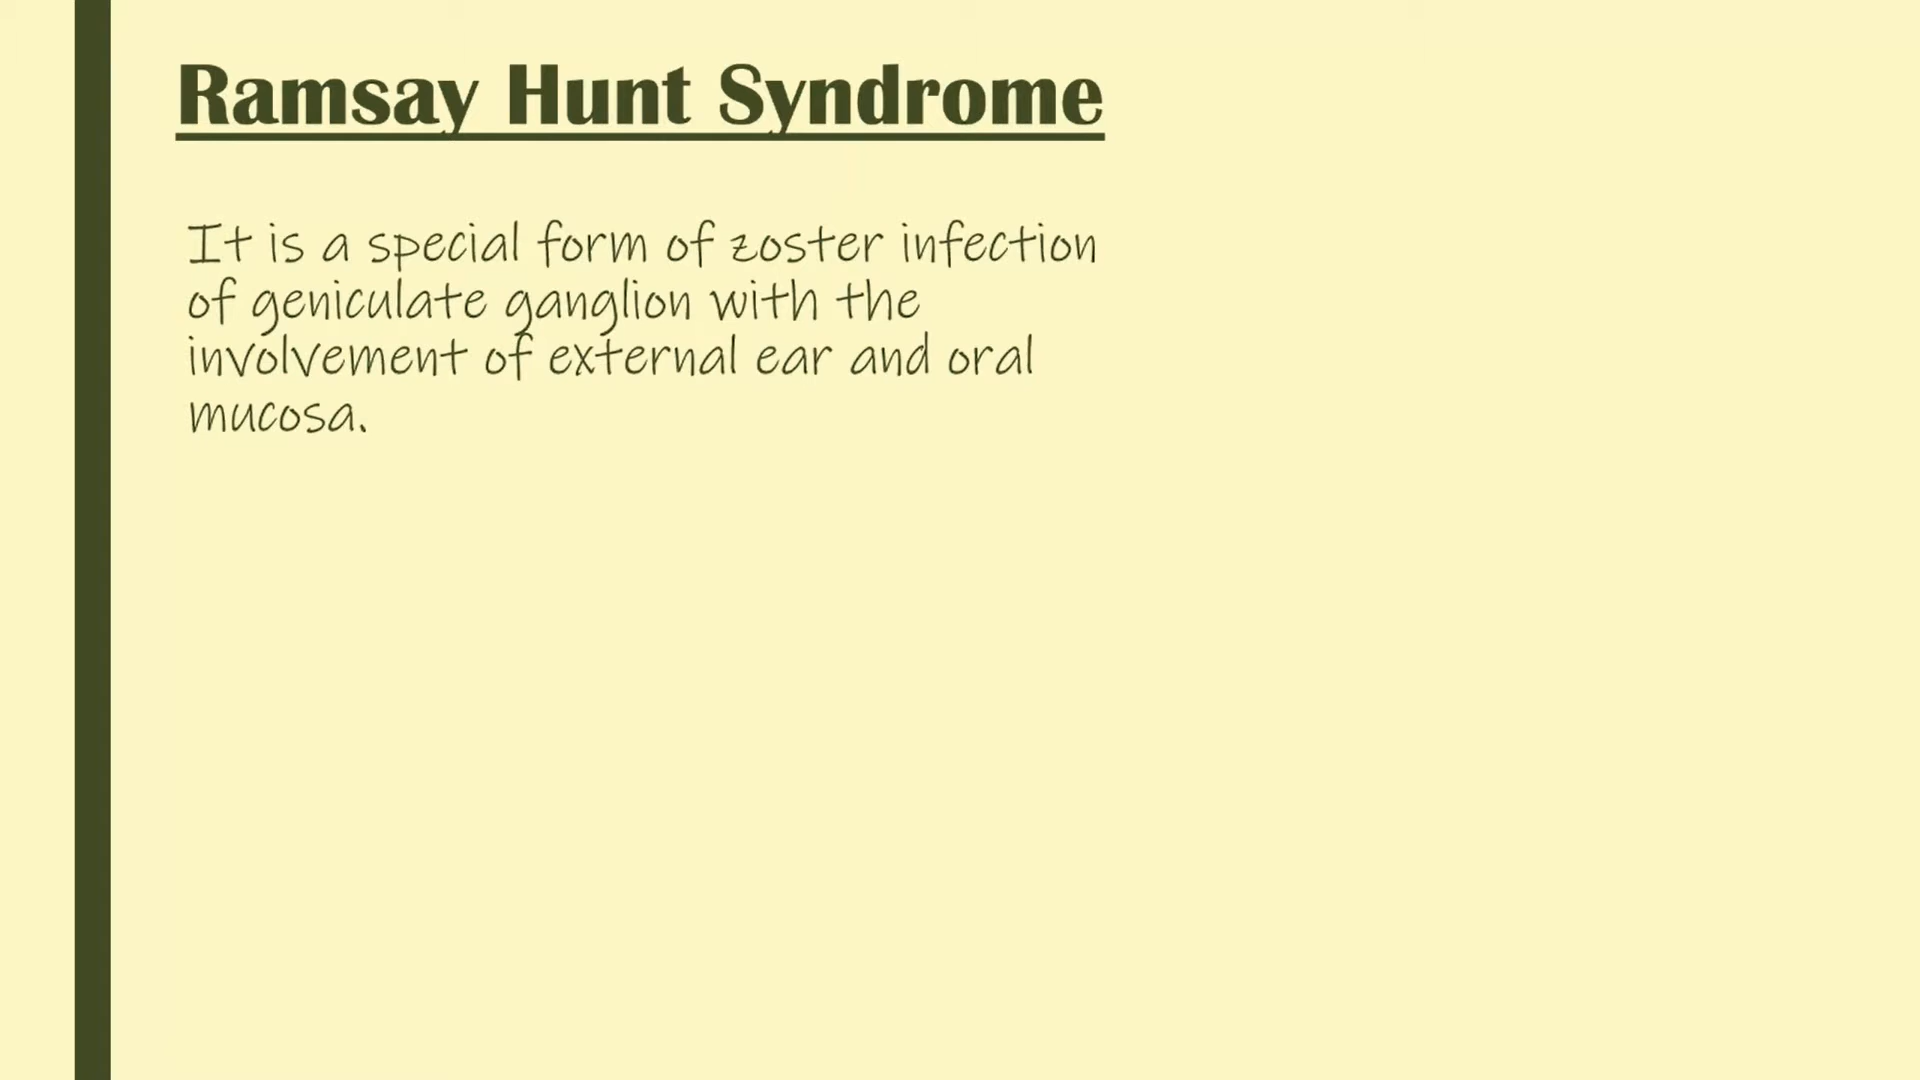 Ramsay Hunt Syndrome
It is a special form of zoster infection
of geniculate ganglion with the
involvement of external ear and oral
mucosa.